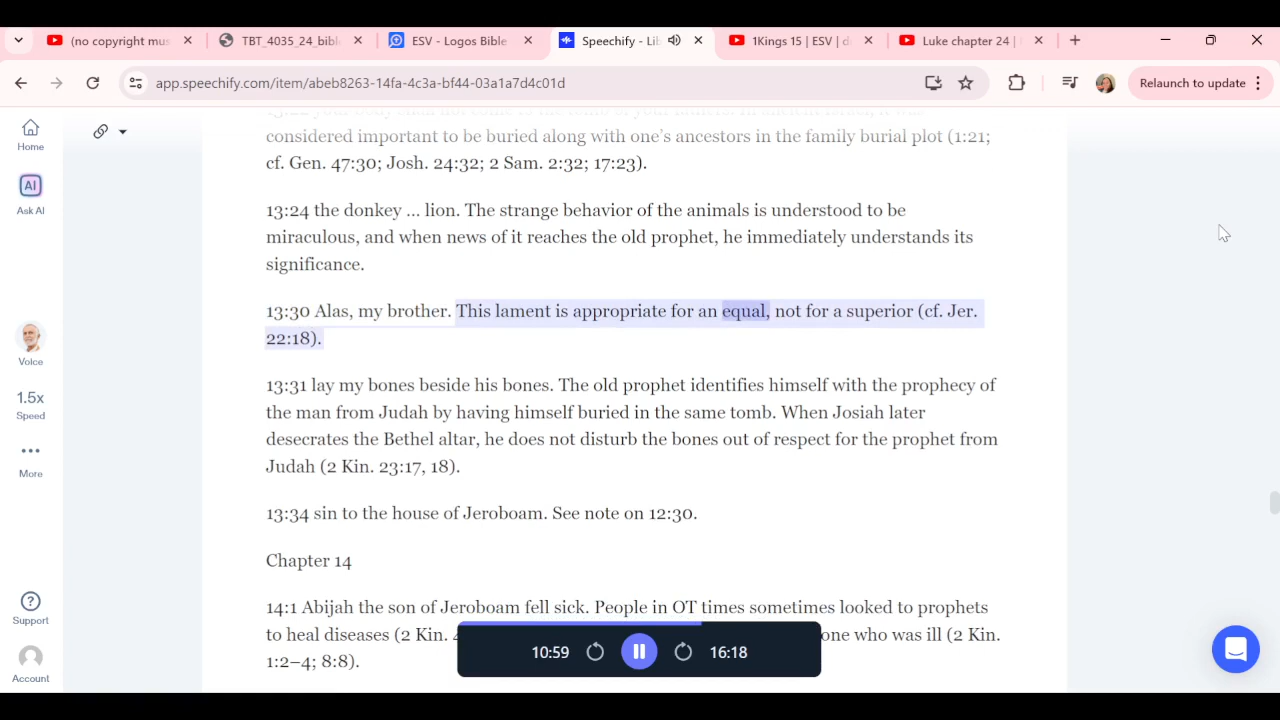 (no copyright mus
TBT_4035_24_bibl
ESV - Logos Bible
Speechify - Lib
1Kings 15 | ESV | d
Luke chapter 24 |
app.speechify.com/item/abeb8263-14fa-4c3a-bf44-03a1a7d4c01d
Relaunch to update
Home
AI
Ask AI
Voice
1.5x
Speed
More
Support
Account
considered important to be buried along with one's ancestors in the family burial plot (1:21;
cf. Gen. 47:30; Josh. 24:32; 2 Sam. 2:32; 17:23).
13:24 the donkey … lion. The strange behavior of the animals is understood to be
miraculous, and when news of it reaches the old prophet, he immediately understands its
significance.
13:30 Alas, my brother. This lament is appropriate for an equal, not for a superior (cf. Jer.
22:18).
13:31 lay my bones beside his bones. The old prophet identifies himself with the prophecy of
the man from Judah by having himself buried in the same tomb. When Josiah later
desecrates the Bethel altar, he does not disturb the bones out of respect for the prophet from
Judah (2 Kin. 23:17, 18).
13:34 sin to the house of Jeroboam. See note on 12:30.
Chapter 14
14:1 Abijah the son of Jeroboam fell sick. People in OT times sometimes looked to prophets
to heal diseases (2 Kin. one who was ill (2 Kin.
1:2–4; 8:8).
10:59
16:18